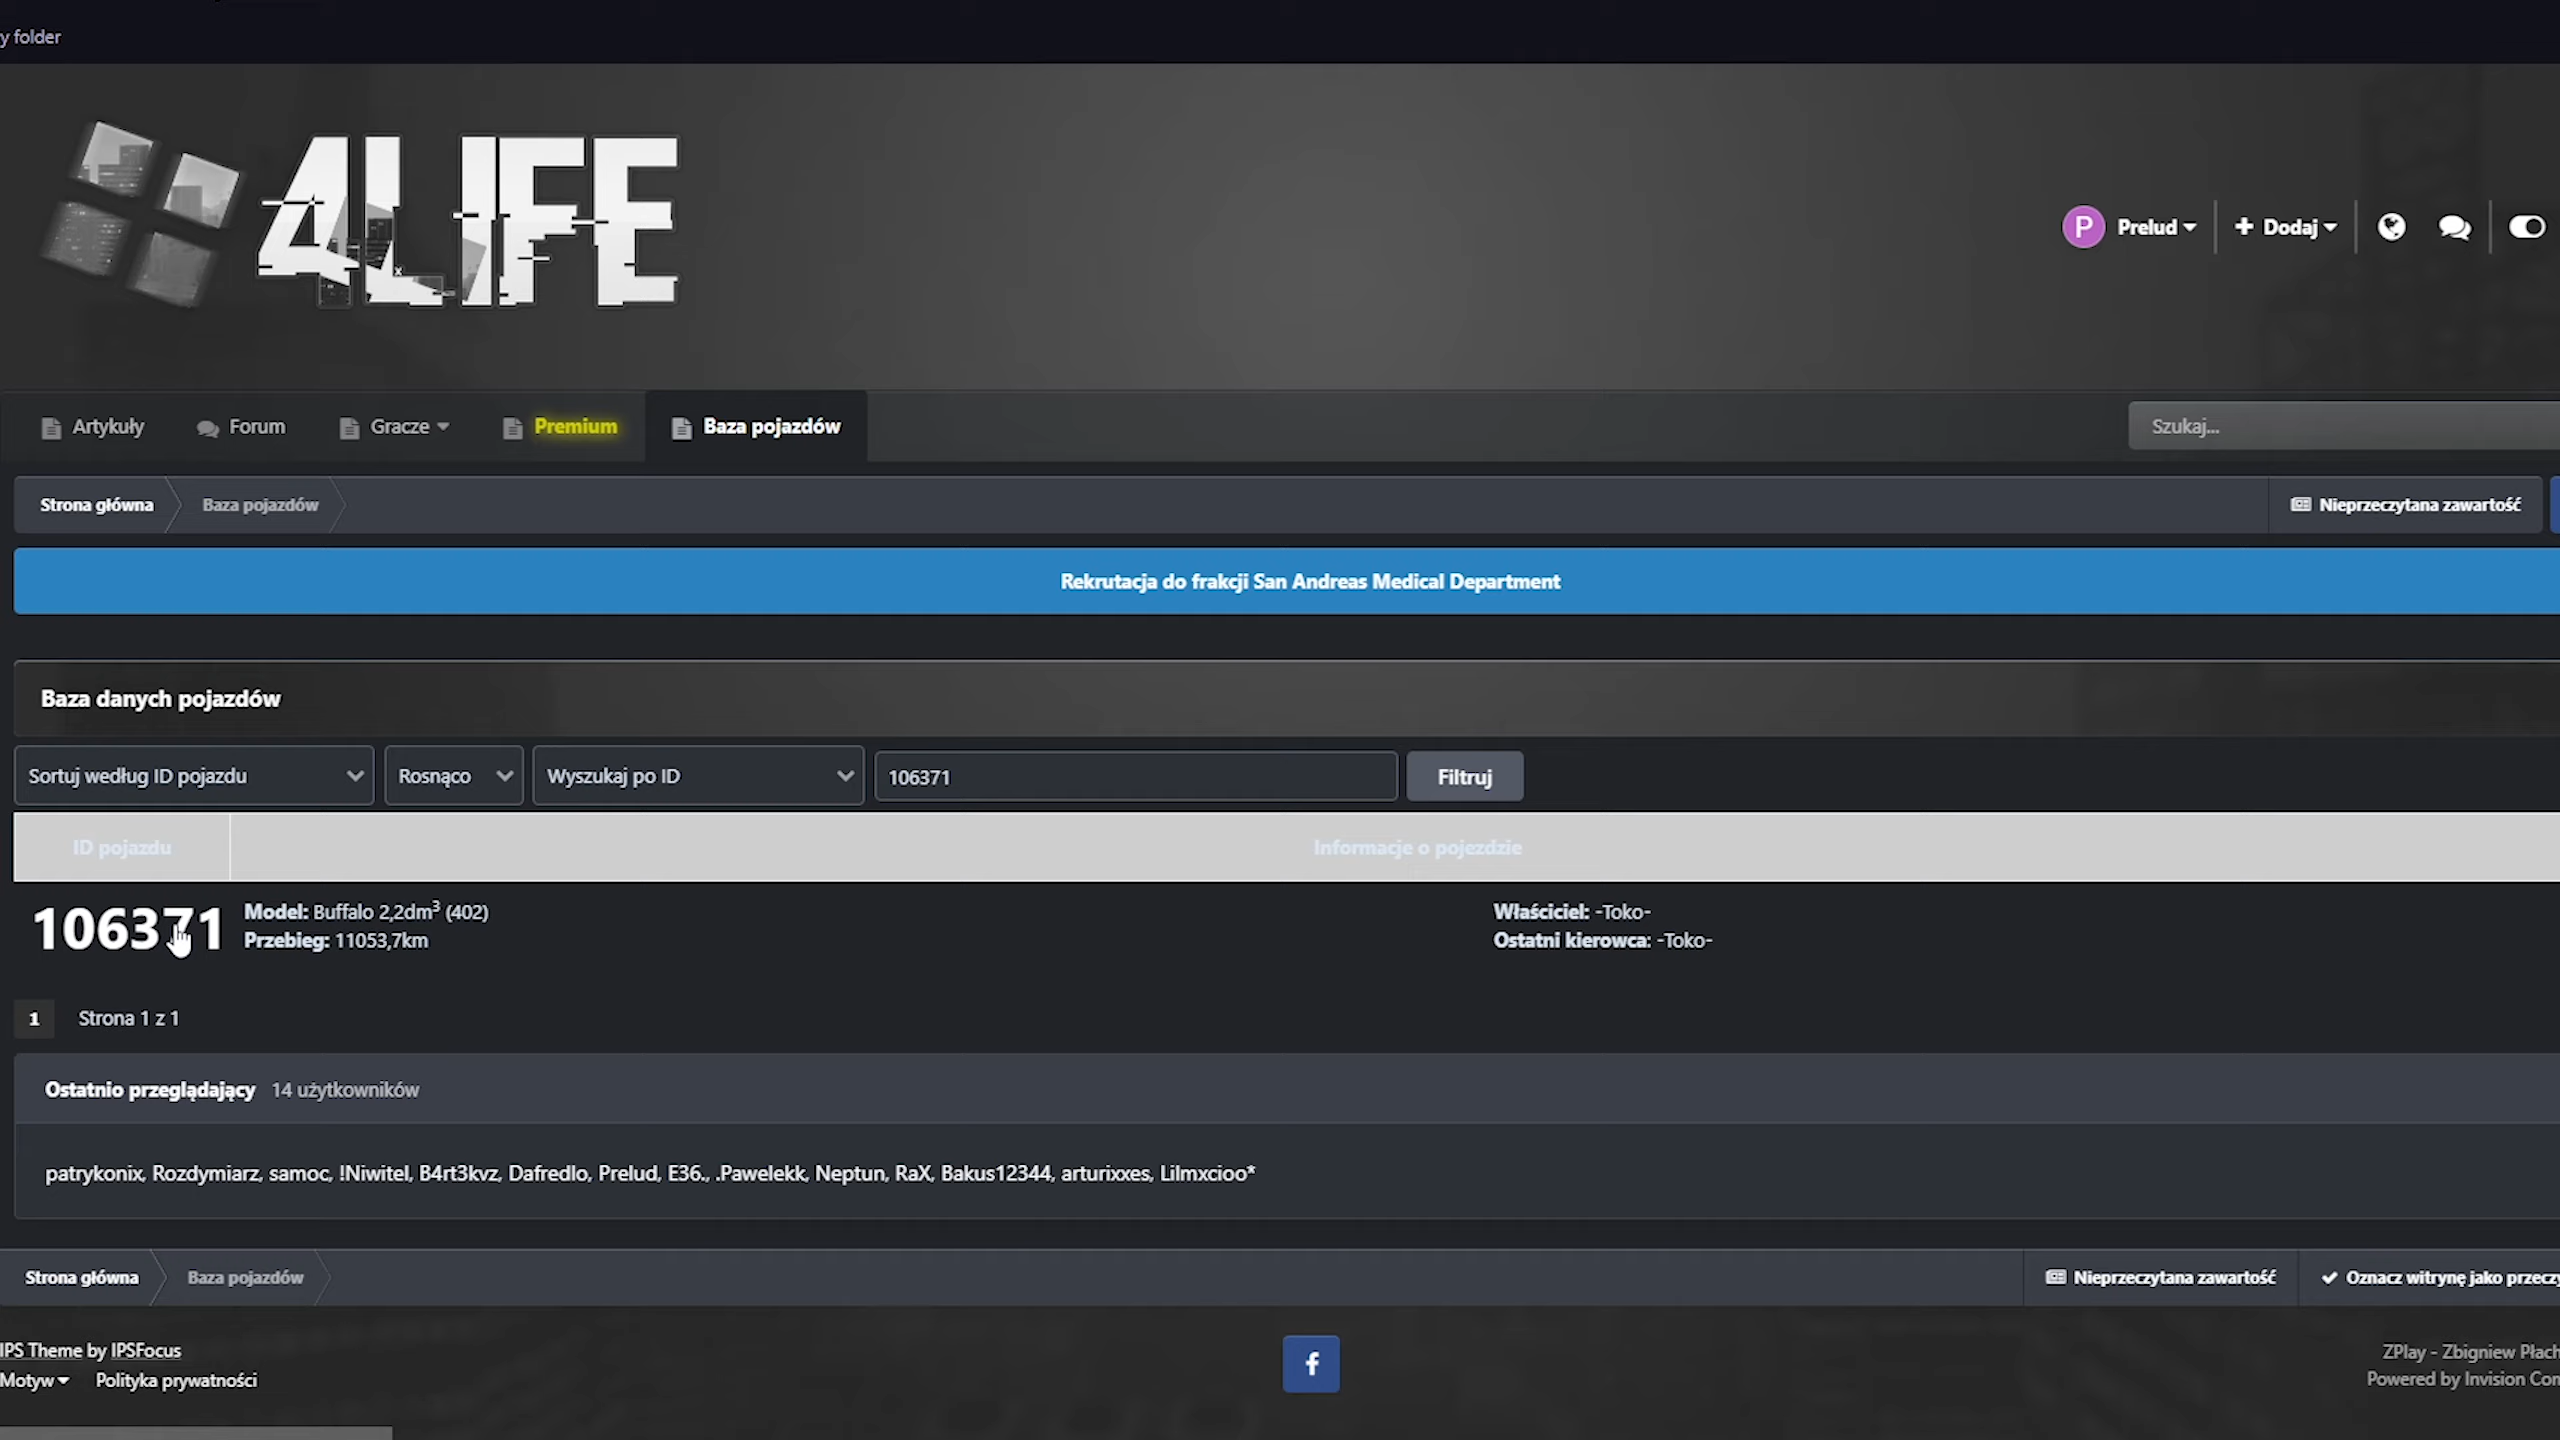 y folder
4LIFE
P Prelud
Dodaj
Artykuły
Forum
Gracze
Premium
Baza pojazdów
Szukaj...
Strona główna
Baza pojazdów
Nieprzeczytana zawartość
Rekrutacja do frakcji San Andreas Medical Department
Baza danych pojazdów
Sortuj według ID pojazdu
Rosnąco
Wyszukaj po ID
106371
Filtruj
ID pojazdu
Informacje o pojeździe
106371
Model: Buffalo 2,2dm³ (402)
Przebieg: 11053,7km
Właściciel: -Toko-
Ostatni kierowca: -Toko-
1
Strona 1 z 1
Ostatnio przeglądający 14 użytkowników
patrykonix, Rozdymiarz, samoc, !Niwitel, B4rt3kvz, Dafredlo, Prelud, E36., .Pawelekk, Neptun, RaX, Bakus12344, arturixxes, Lilmxcioo*
Strona główna
Baza pojazdów
Nieprzeczytana zawartość
Oznacz witrynę jako przeczy
IPS Theme by IPSFocus
Motyw
Polityka prywatności
f
ZPlay - Zbigniew Płach
Powered by Invision Com